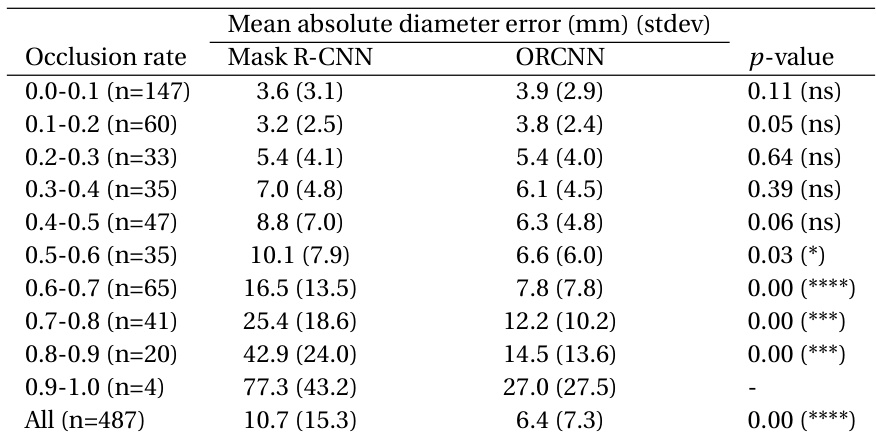 Mean absolute diameter error (mm) (stdev)
Occlusion rate Mask R-CNN ORCNN p-value
0.0-0.1 (n=147) 3.6 (3.1) 3.9 (2.9) 0.11 (ns)
0.1-0.2 (n=60) 3.2 (2.5) 3.8 (2.4) 0.05 (ns)
0.2-0.3 (n=33) 5.4 (4.1) 5.4 (4.0) 0.64 (ns)
0.3-0.4 (n=35) 7.0 (4.8) 6.1 (4.5) 0.39 (ns)
0.4-0.5 (n=47) 8.8 (7.0) 6.3 (4.8) 0.06 (ns)
0.5-0.6 (n=35) 10.1 (7.9) 6.6 (6.0) 0.03 (*)
0.6-0.7 (n=65) 16.5 (13.5) 7.8 (7.8) 0.00 (****)
0.7-0.8 (n=41) 25.4 (18.6) 12.2 (10.2) 0.00 (***)
0.8-0.9 (n=20) 42.9 (24.0) 14.5 (13.6) 0.00 (***)
0.9-1.0 (n=4) 77.3 (43.2) 27.0 (27.5) -
All (n=487) 10.7 (15.3) 6.4 (7.3) 0.00 (****)